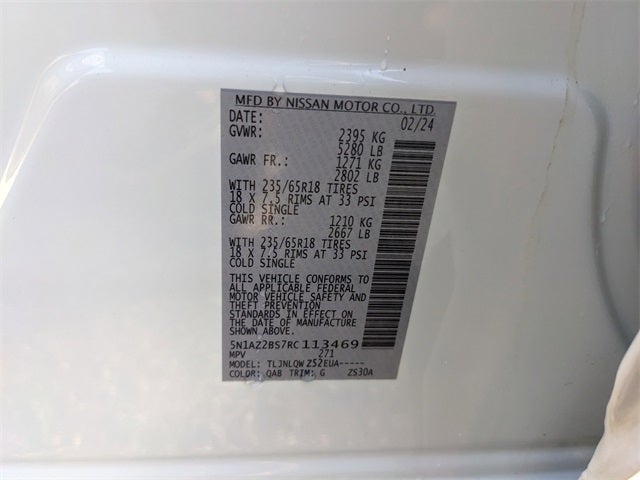 MFD BY NISSAN MOTOR CO., LTD.
DATE: 02/24
GVWR: 2395 KG
5280 LB
GAWR FR.: 1271 KG
2802 LB
WITH 235/65R18 TIRES
18 X 7.5 RIMS AT 33 PSI
COLD SINGLE
GAWR RR.: 1210 KG
2667 LB
WITH 235/65R18 TIRES
18 X 7.5 RIMS AT 33 PSI
COLD SINGLE
THIS VEHICLE CONFORMS TO
ALL APPLICABLE FEDERAL
MOTOR VEHICLE SAFETY AND
THEFT PREVENTION
STANDARDS IN EFFECT ON
THE DATE OF MANUFACTURE
SHOWN ABOVE.
5N1AZ2BS7RC113469
MPV 271
MODEL: TLJNLQWZ52EUA-----
COLOR: QAB TRIM: G ZS30A